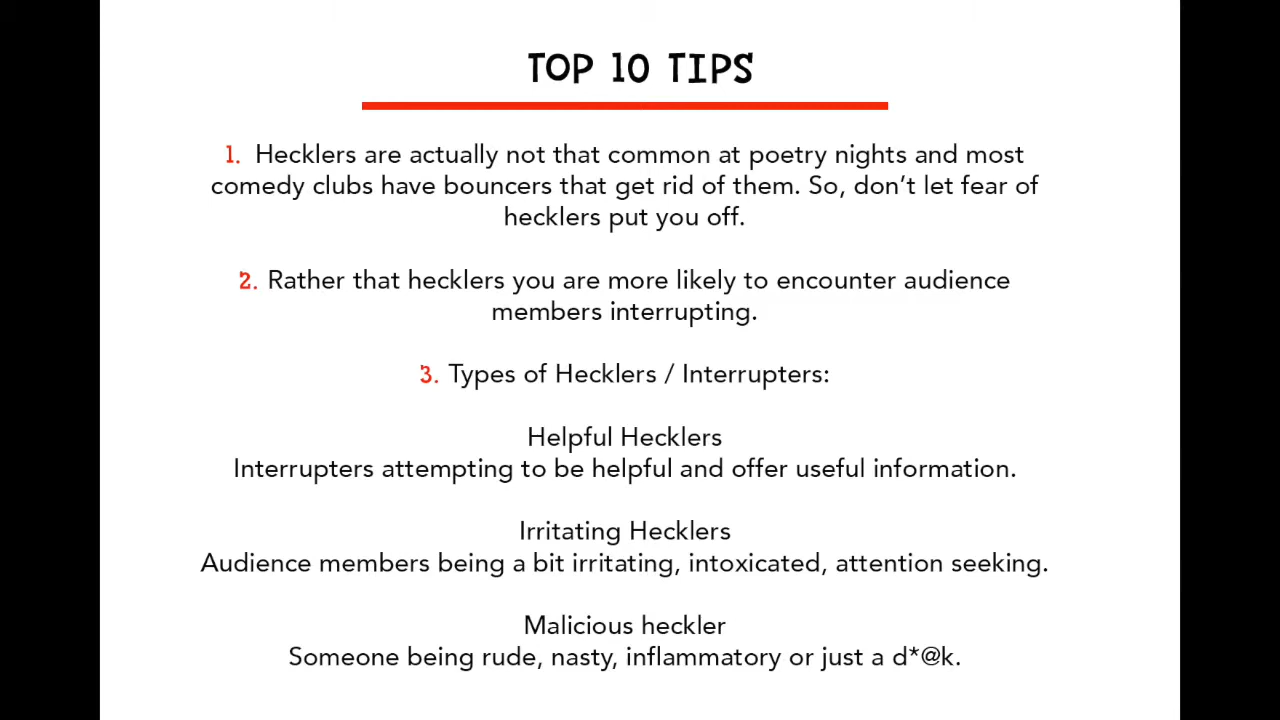 TOP 10 TIPS
1. Hecklers are actually not that common at poetry nights and most
comedy clubs have bouncers that get rid of them. So, don’t let fear of
hecklers put you off.
2. Rather that hecklers you are more likely to encounter audience
members interrupting.
3. Types of Hecklers / Interrupters:
Helpful Hecklers
Interrupters attempting to be helpful and offer useful information.
Irritating Hecklers
Audience members being a bit irritating, intoxicated, attention seeking.
Malicious heckler
Someone being rude, nasty, inflammatory or just a d*@k.